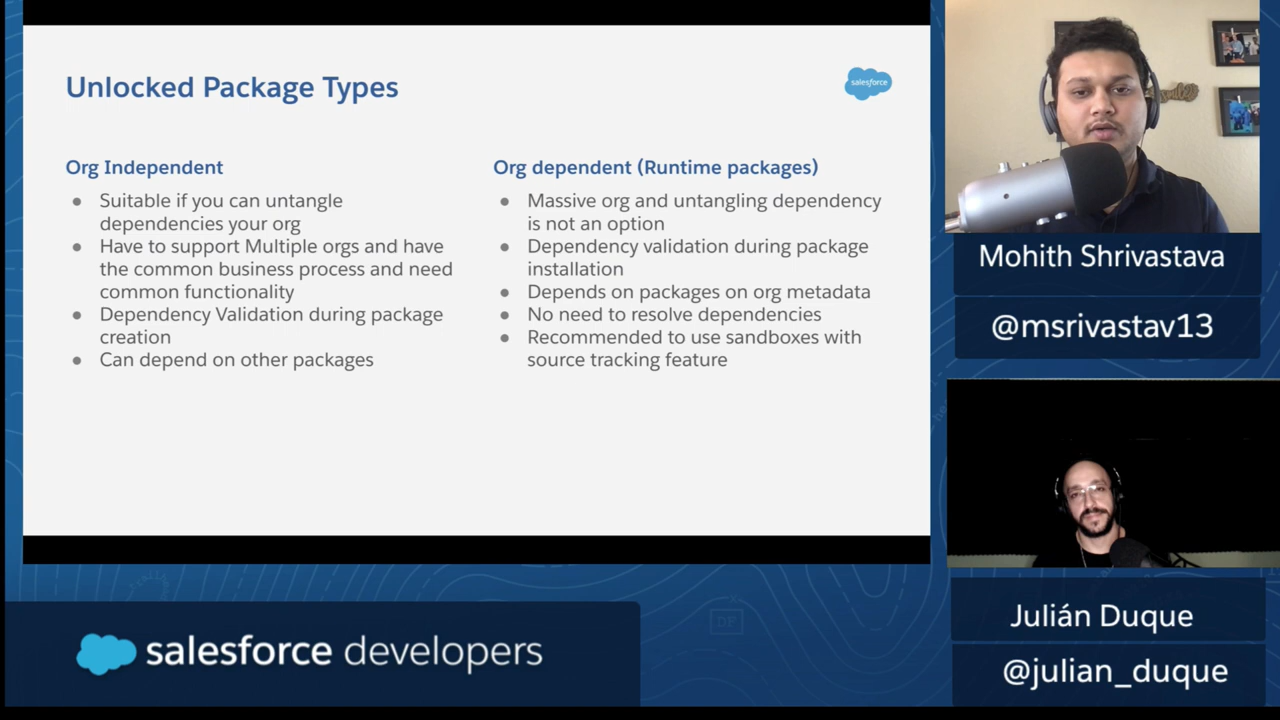 Unlocked Package Types
salesforce
Org Independent
Suitable if you can untangle
dependencies your org
Have to support Multiple orgs and have
the common business process and need
common functionality
Dependency Validation during package
creation
Can depend on other packages
Org dependent (Runtime packages)
Massive org and untangling dependency
is not an option
Dependency validation during package
installation
Depends on packages on org metadata
No need to resolve dependencies
Recommended to use sandboxes with
source tracking feature
Mohith Shrivastava
@msrivastav13
Julián Duque
@julian_duque
salesforce developers
DF